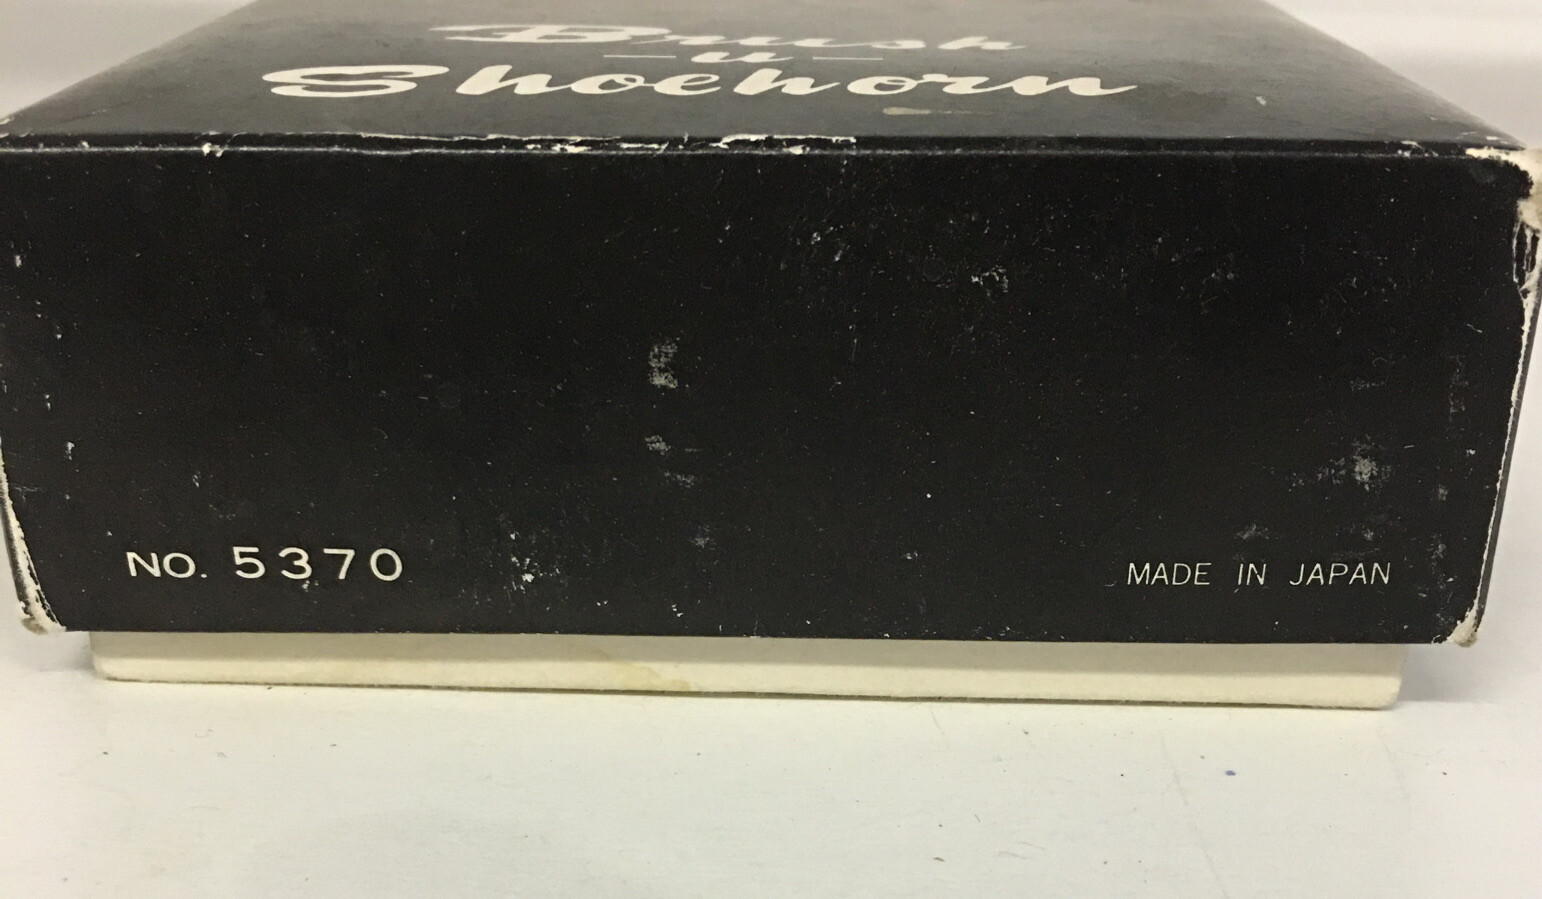 Brush
-u-
Shoehorn
NO. 5370
MADE IN JAPAN